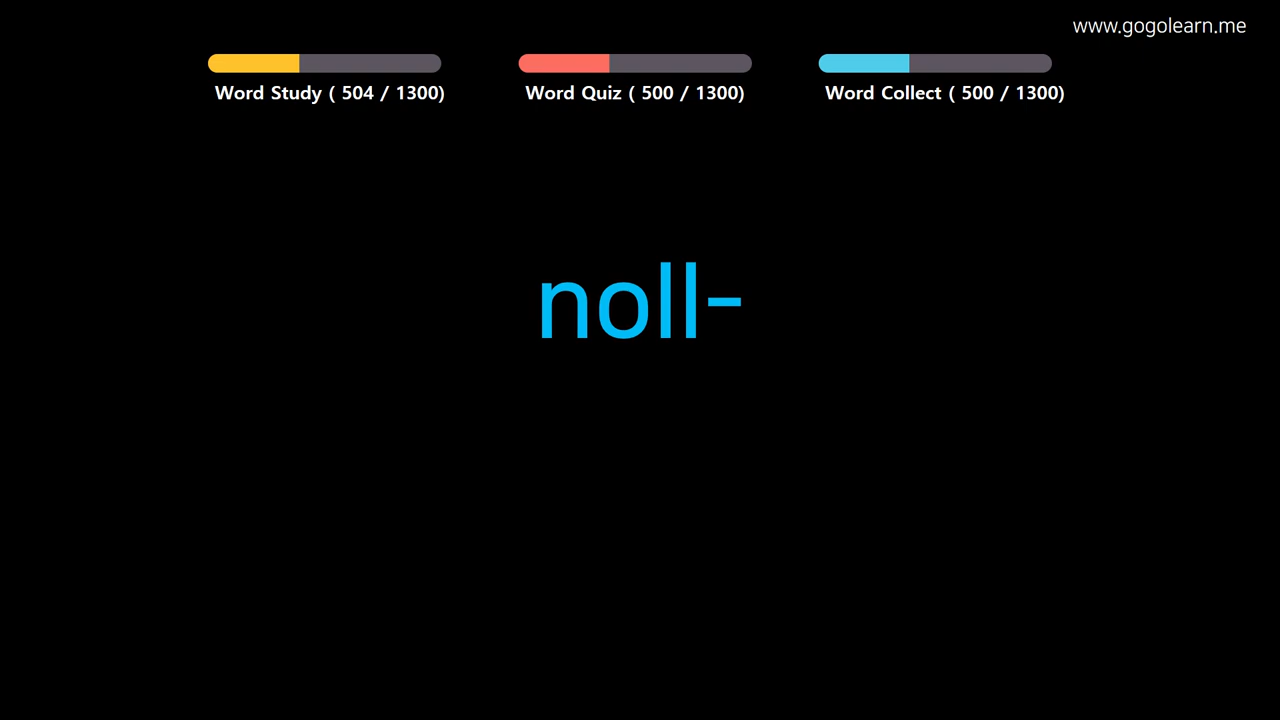 www.gogolearn.me
Word Study ( 504 / 1300)
Word Quiz ( 500 / 1300)
Word Collect ( 500 / 1300)
noll-